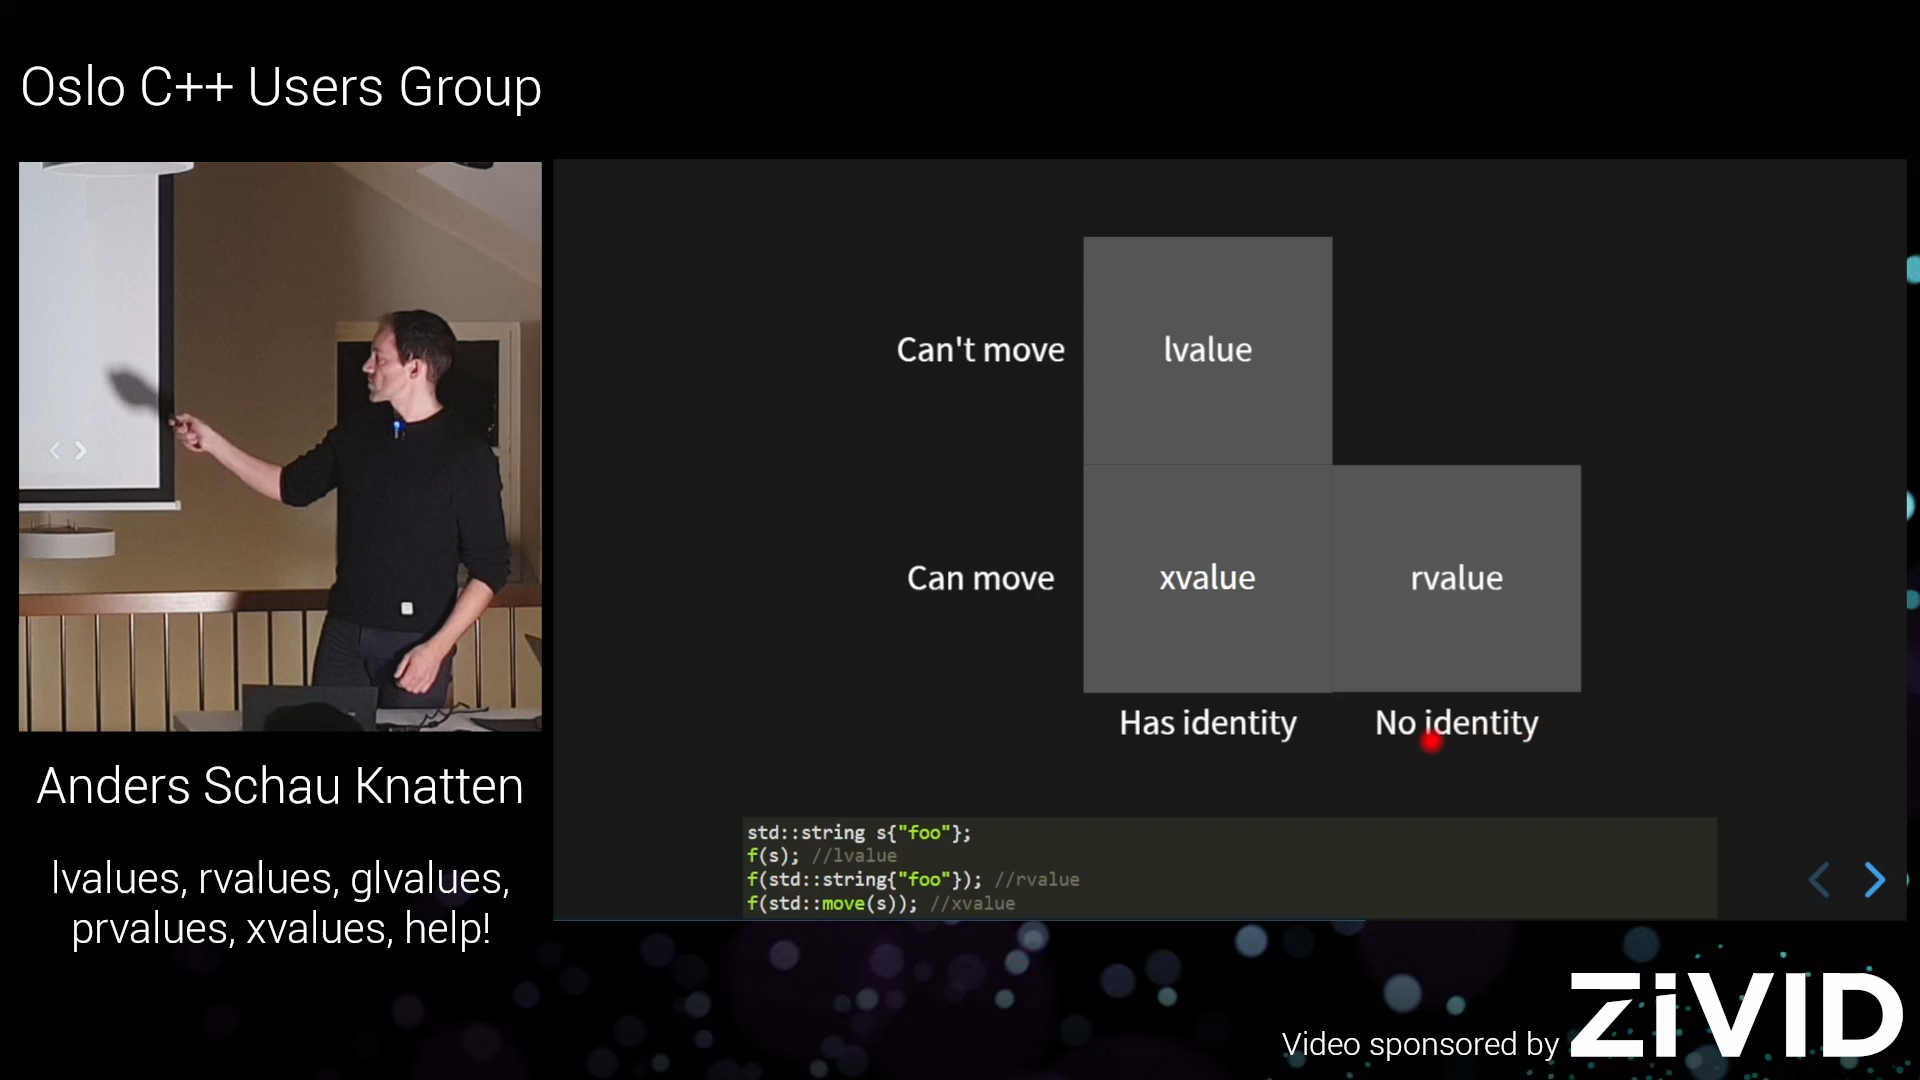 Oslo C++ Users Group
Can't move
lvalue
Can move
xvalue
rvalue
Has identity
No identity
std::string s{"foo"};
f(s); //lvalue
f(std::string{"foo"}); //rvalue
f(std::move(s)); //xvalue
Anders Schau Knatten
lvalues, rvalues, glvalues,
prvalues, xvalues, help!
Video sponsored by ZiVID